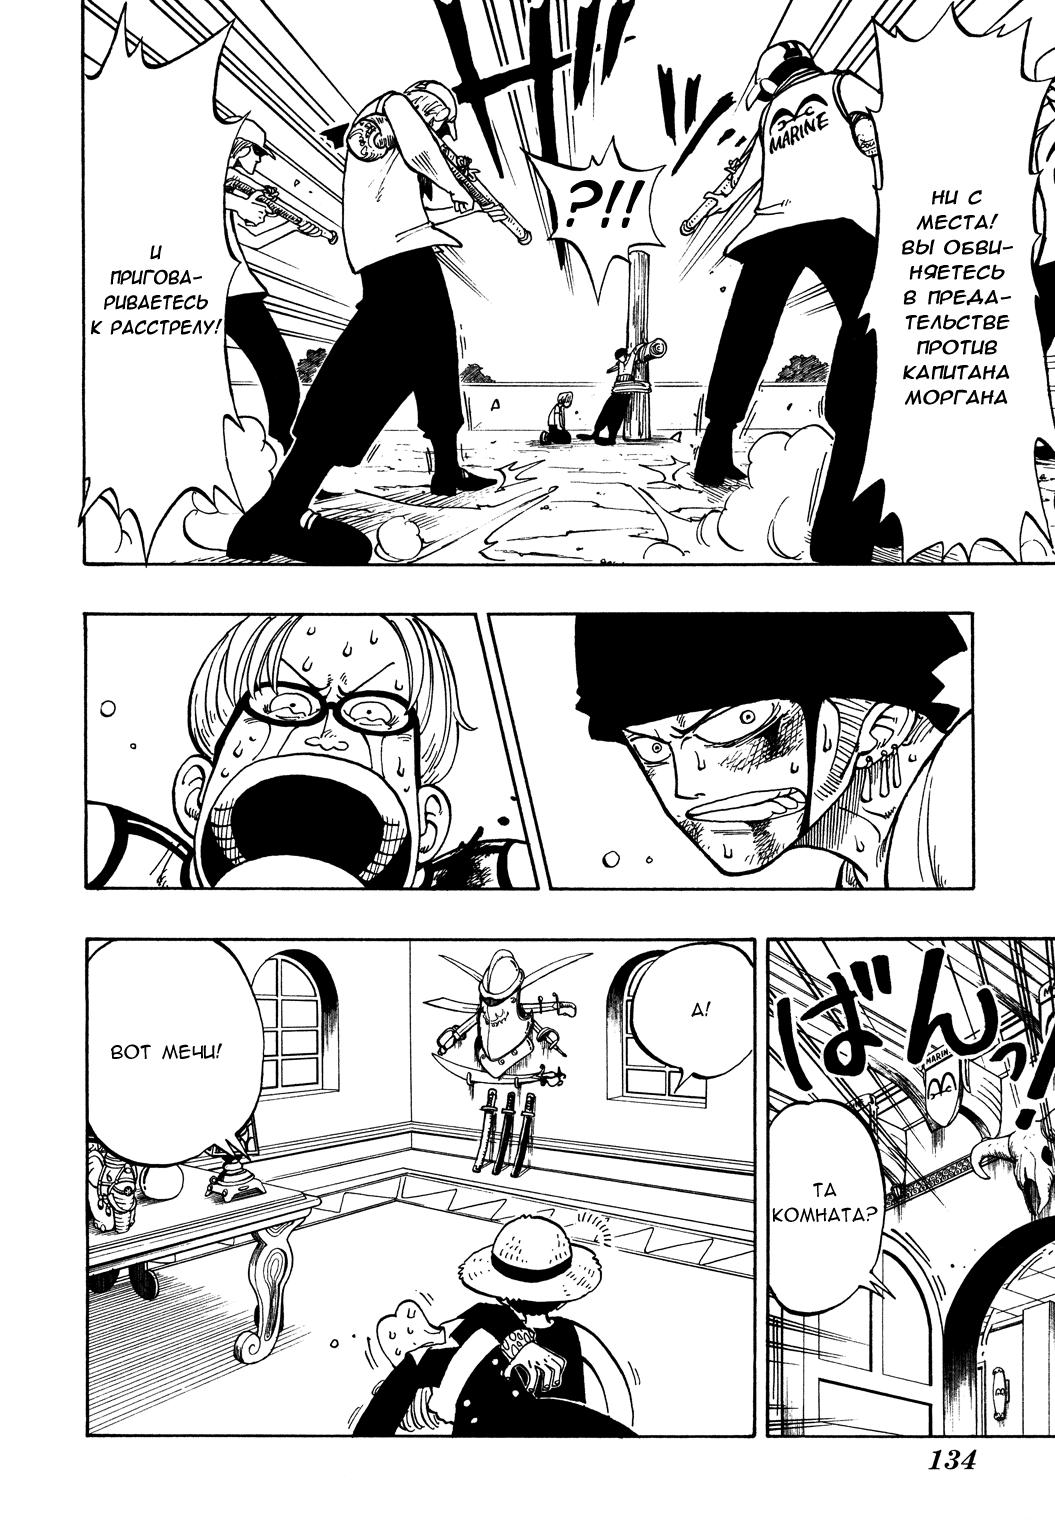 НИ С
МЕСТА!
ВЫ ОБВИ-
НЯЕТЕСЬ
В ПРЕДА-
ТЕЛЬСТВЕ
ПРОТИВ
КАПИТАНА
МОРГАНА
MARINE
?!!
И
ПРИГОВА-
РИВАЕТЕСЬ
К РАССТРЕЛУ!
ばんっ!
MARIN
ТА
КОМНАТА?
А!
ВОТ МЕЧИ!
134